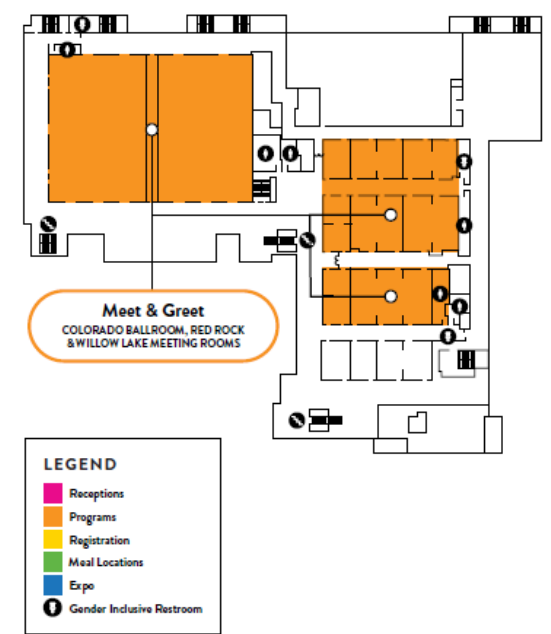 Meet & Greet
COLORADO BALLROOM, RED ROCK
& WILLOW LAKE MEETING ROOMS
LEGEND
Receptions
Programs
Registration
Meal Locations
Expo
Gender Inclusive Restroom